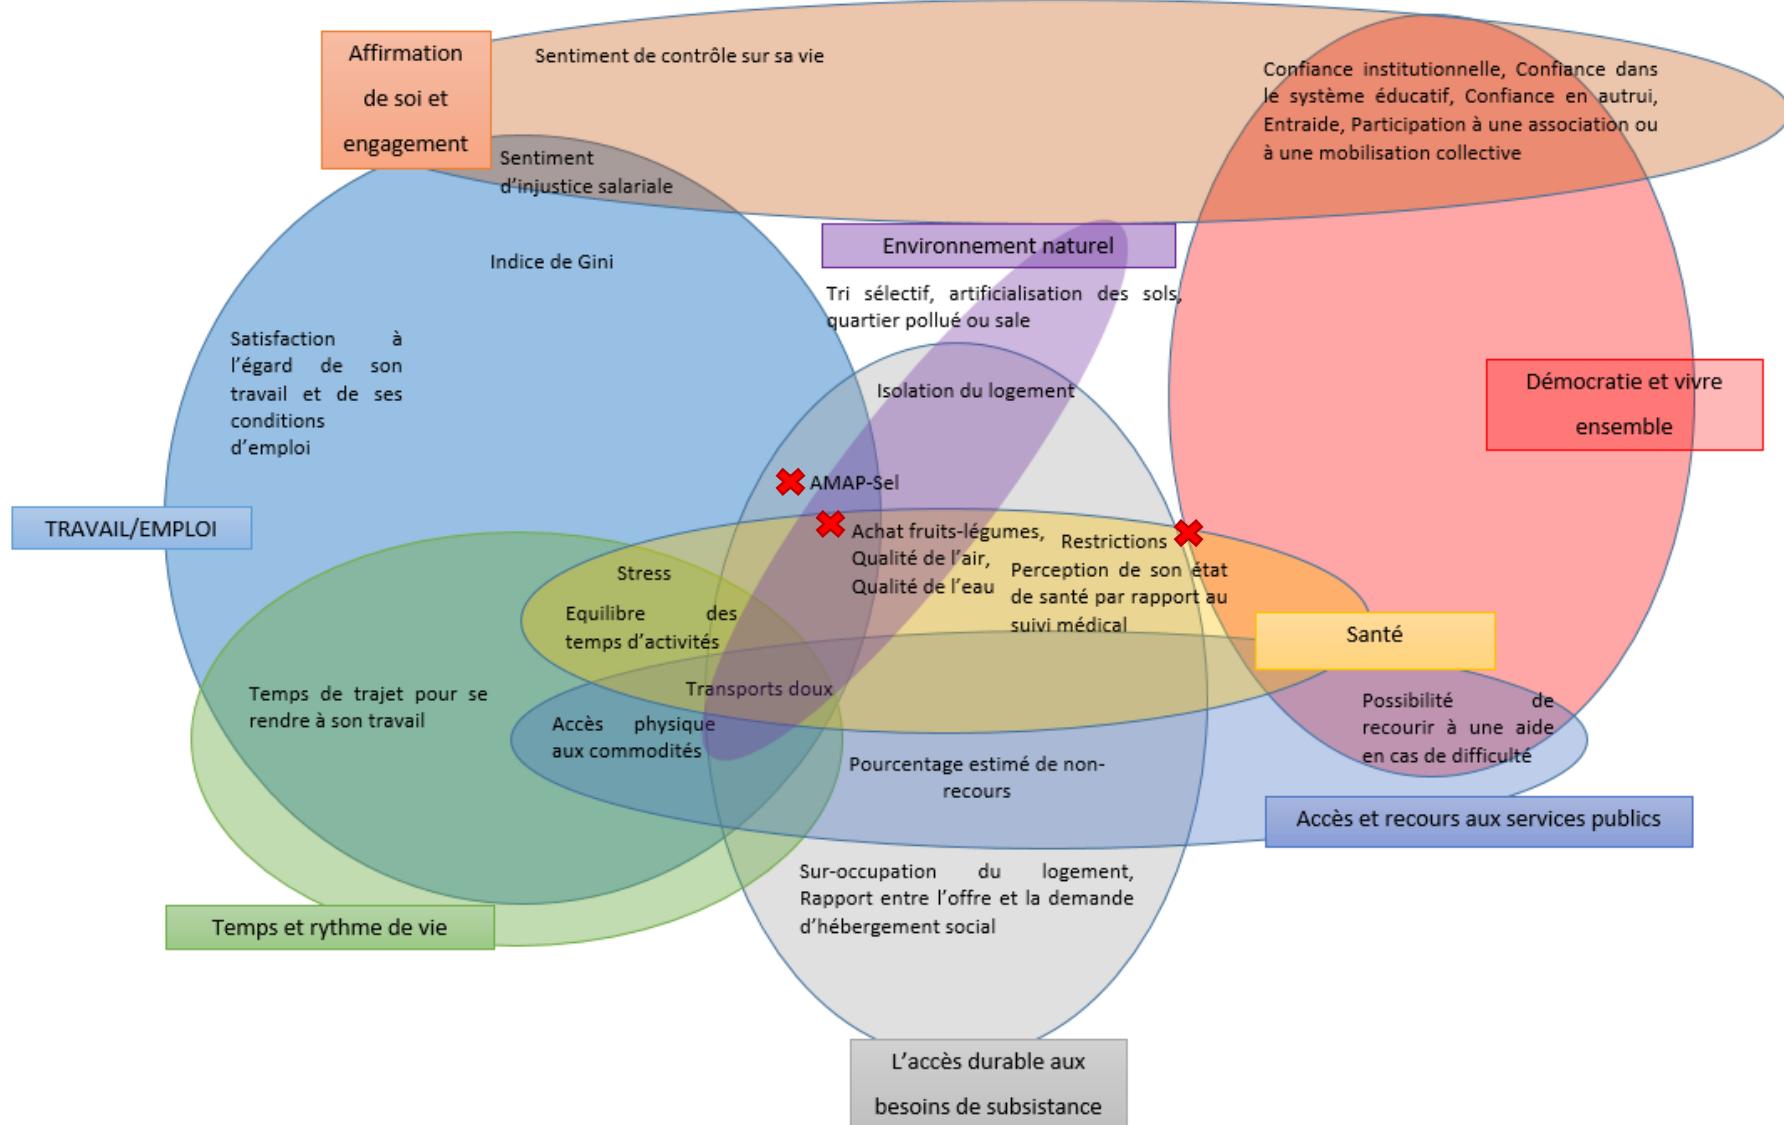 Affirmation
de soi et
engagement
Sentiment de contrôle sur sa vie
Confiance institutionnelle, Confiance dans
le système éducatif, Confiance en autrui,
Entraide, Participation à une association ou
à une mobilisation collective
Sentiment
d’injustice salariale
Indice de Gini
Environnement naturel
Tri sélectif, artificialisation des sols,
quartier pollué ou sale
Satisfaction à
l’égard de son
travail et de ses
conditions
d’emploi
Isolation du logement
Démocratie et vivre
ensemble
AMAP-Sel
TRAVAIL/EMPLOI
Achat fruits-légumes,
Qualité de l’air,
Qualité de l’eau
Restrictions
Perception de son état
de santé par rapport au
suivi médical
Stress
Equilibre des
temps d’activités
Santé
Temps de trajet pour se
rendre à son travail
Transports doux
Accès physique
aux commodités
Possibilité de
recourir à une aide
en cas de difficulté
Pourcentage estimé de non-
recours
Accès et recours aux services publics
Sur-occupation du logement,
Rapport entre l’offre et la demande
d’hébergement social
Temps et rythme de vie
L’accès durable aux
besoins de subsistance